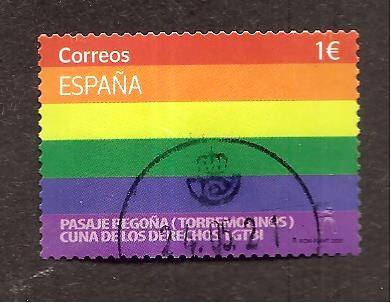 Correos 1€
ESPAÑA
PASAJE BEGOÑA (TORREMOLINOS)
CUNA DE LOS DERECHOS LGTBI